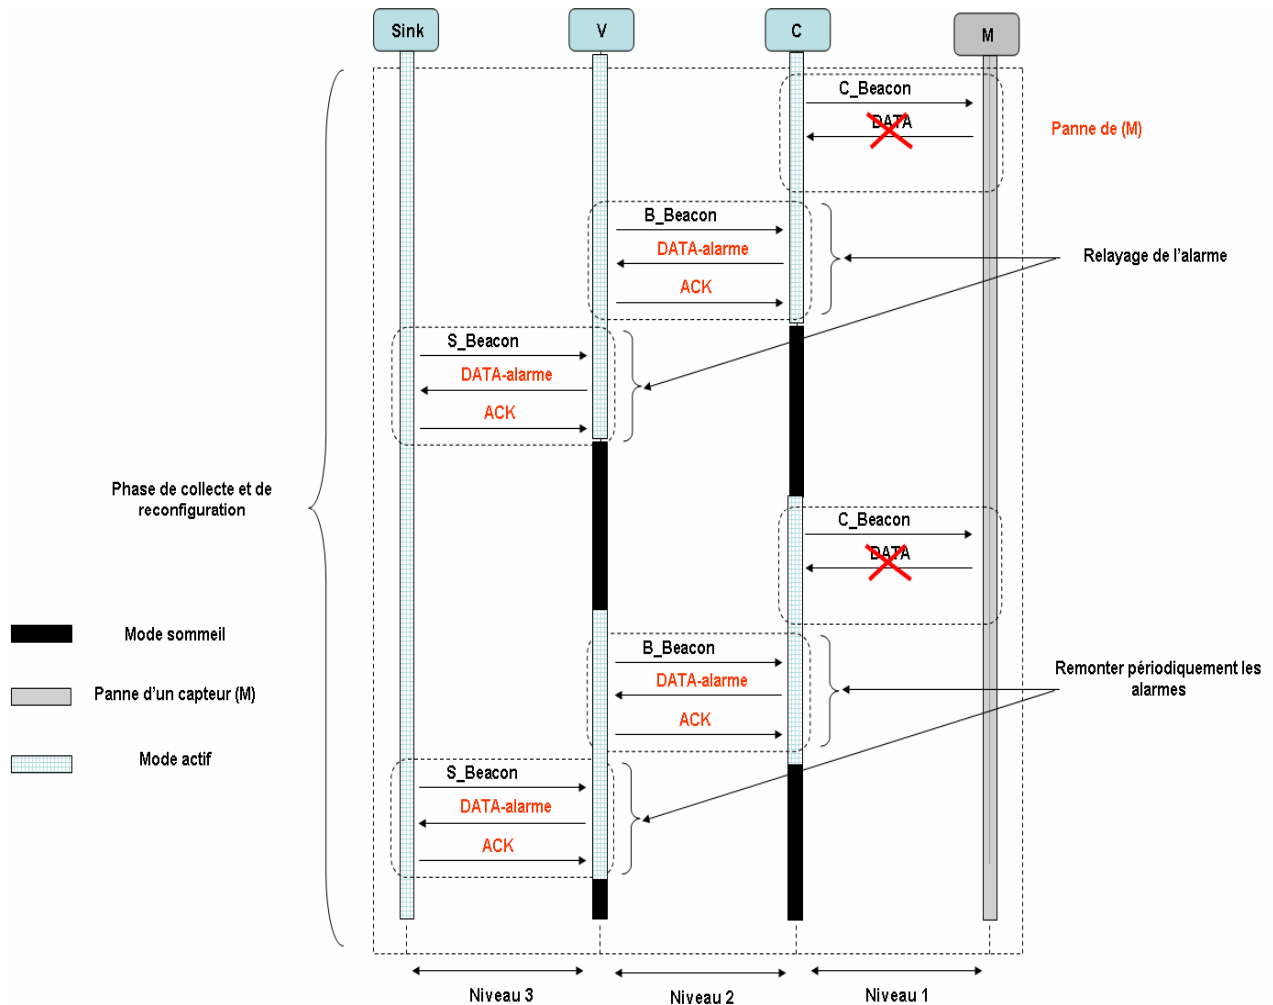 Sink
V
C
M
C_Beacon
DATA
Panne de (M)
B_Beacon
DATA-alarme
ACK
Relayage de l'alarme
S_Beacon
DATA-alarme
ACK
Phase de collecte et de
reconfiguration
C_Beacon
DATA
Mode sommeil
B_Beacon
DATA-alarme
ACK
Remonter périodiquement les
alarmes
Panne d'un capteur (M)
Mode actif
S_Beacon
DATA-alarme
ACK
Niveau 3
Niveau 2
Niveau 1